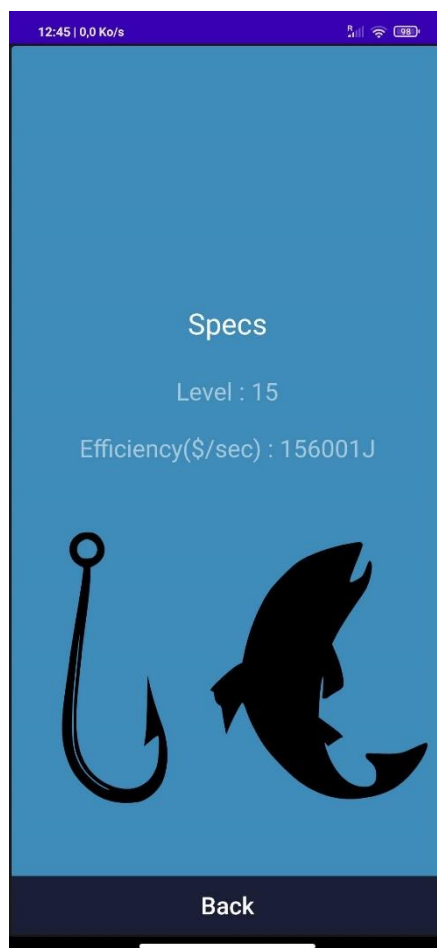 12:45 | 0,0 Ko/s
R
98
Specs
Level : 15
Efficiency($/sec) : 156001J
Back